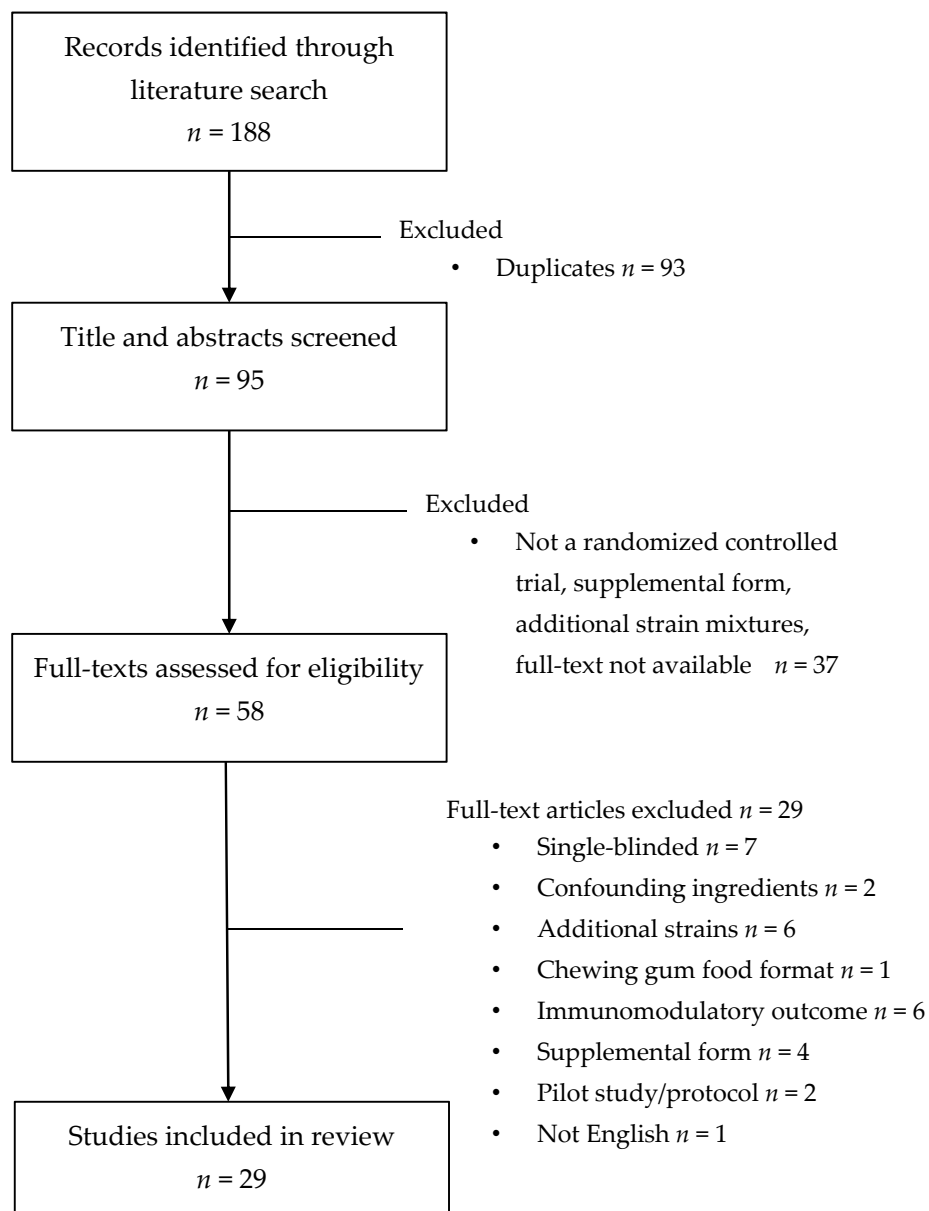 Records identified through
literature search
n = 188
Excluded
• Duplicates n = 93
Title and abstracts screened
n = 95
Excluded
• Not a randomized controlled
trial, supplemental form,
additional strain mixtures,
full-text not available n = 37
Full-texts assessed for eligibility
n = 58
Full-text articles excluded n = 29
• Single-blinded n = 7
• Confounding ingredients n = 2
• Additional strains n = 6
• Chewing gum food format n = 1
• Immunomodulatory outcome n = 6
• Supplemental form n = 4
• Pilot study/protocol n = 2
• Not English n = 1
Studies included in review
n = 29